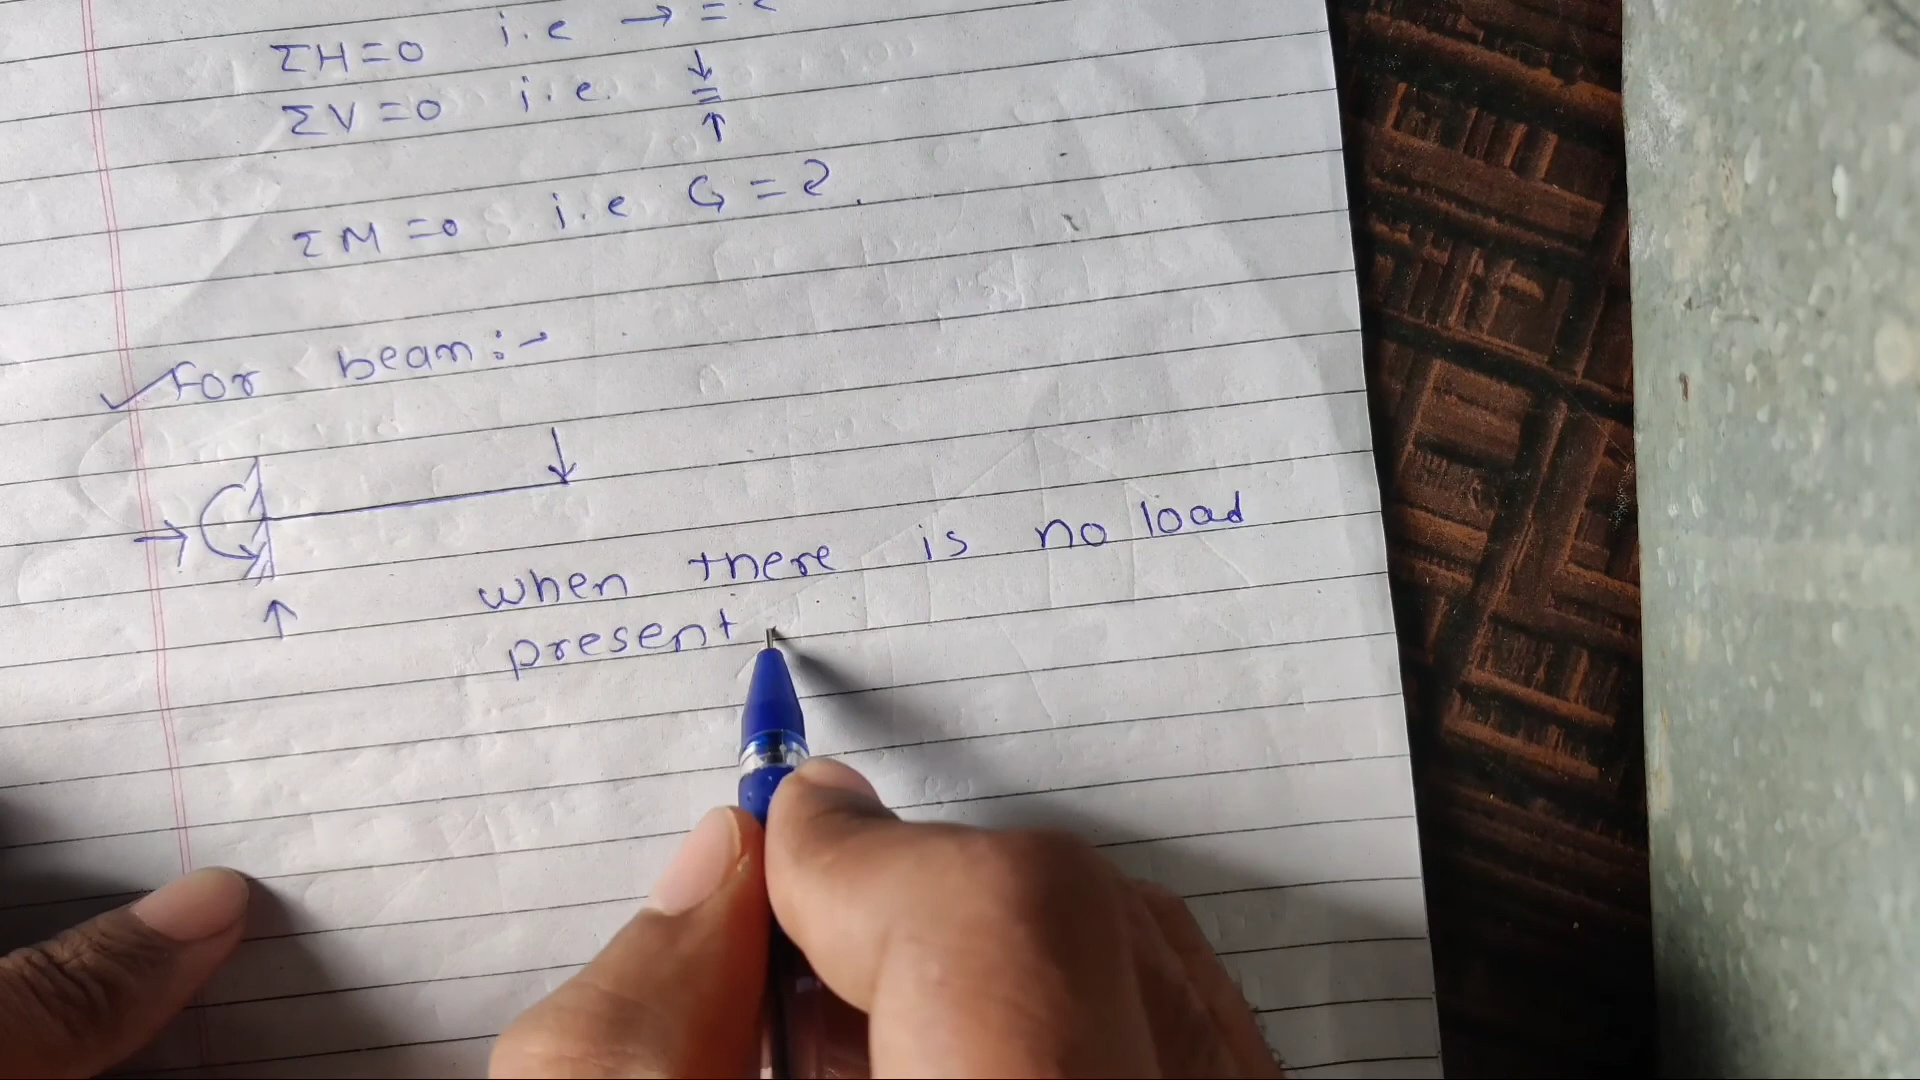 ΣH=0 i.e → =
ΣV=0 i.e. ↓ = ↑
ΣM=0 i.e ↺ = ↻.
✓ For beam:-
when there is no load
present.